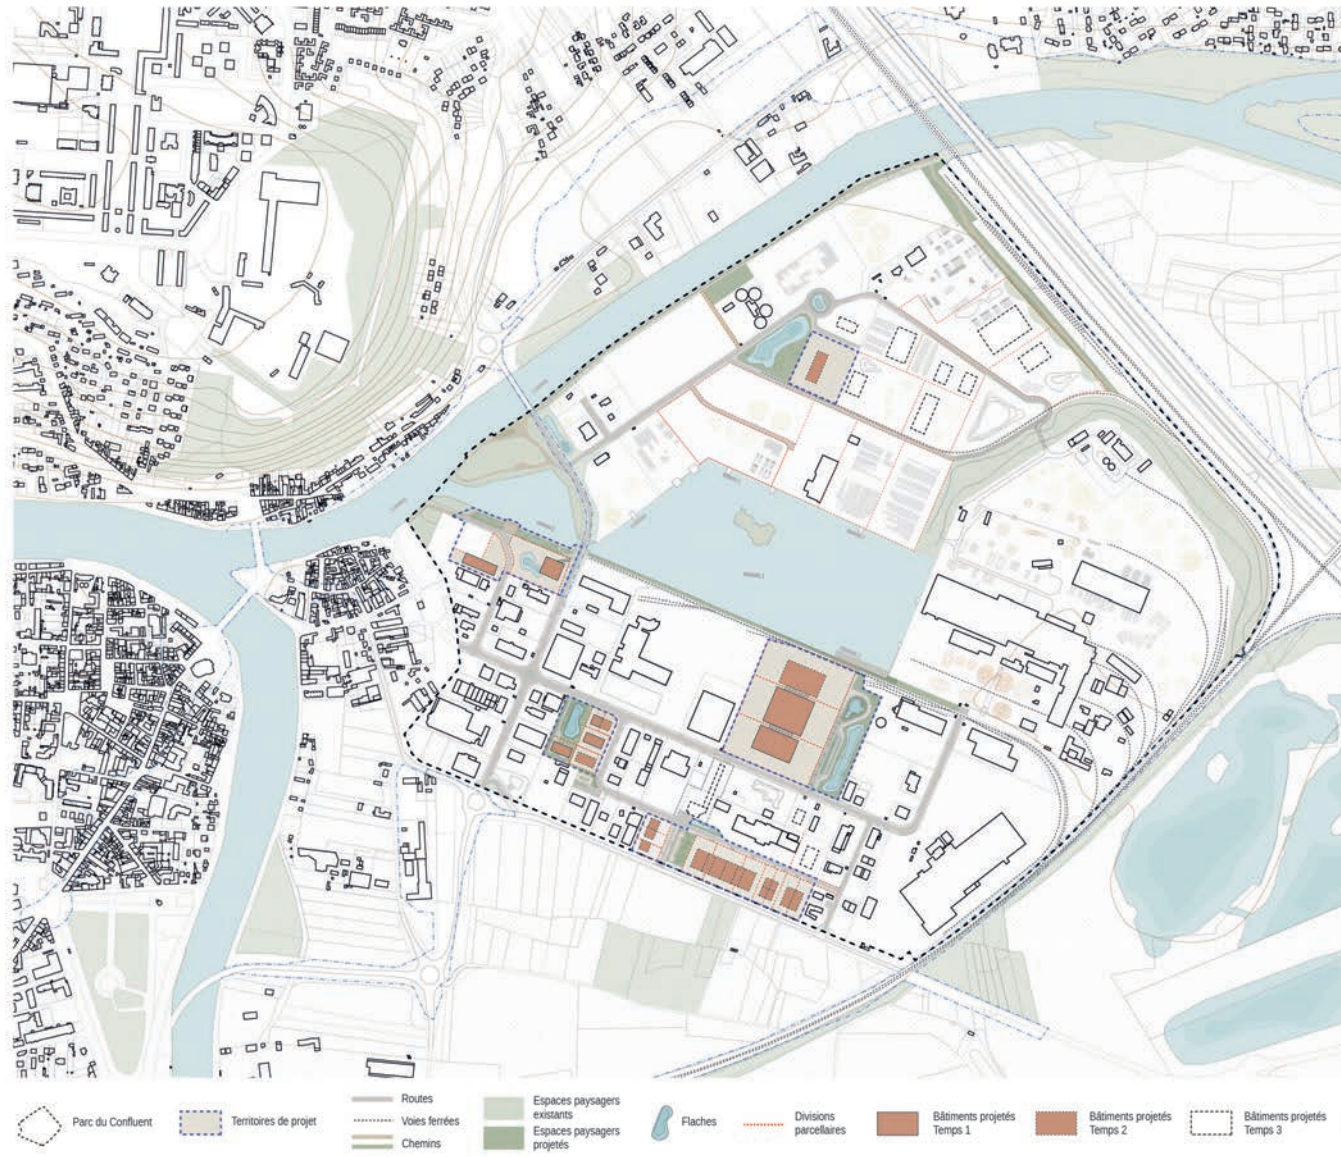 Parc du Confluent
Territoires de projet
Routes
Voies ferrées
Chemins
Espaces paysagers
existants
Espaces paysagers
projetés
Flaches
Divisions
parcellaires
Bâtiments projetés
Temps 1
Bâtiments projetés
Temps 2
Bâtiments projetés
Temps 3